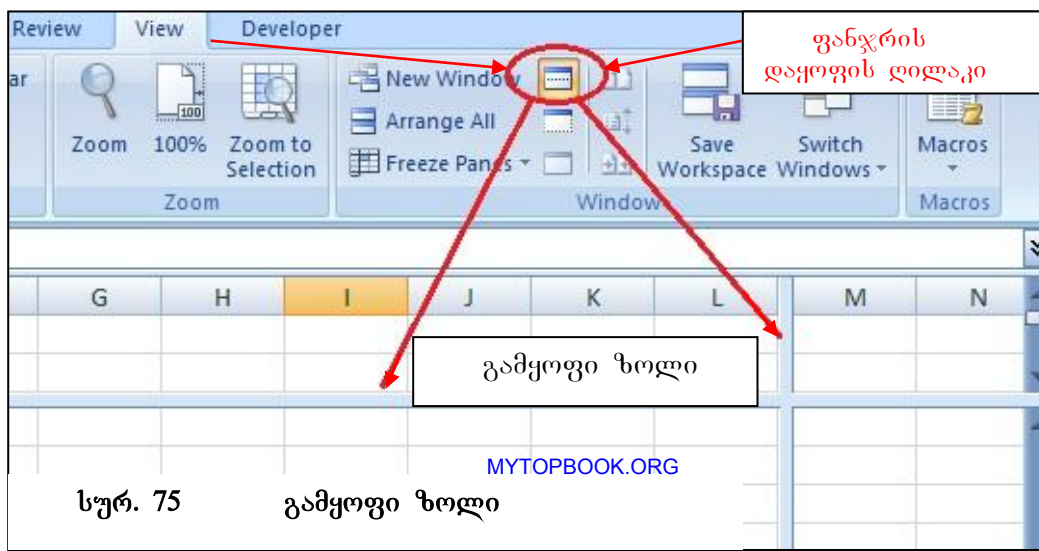 Review View Developer
ფანჯრის
დაყოფის ღილაკი
ar
Zoom
100%
Zoom to
Selection
New Window
Arrange All
Freeze Panes
Save
Workspace
Switch
Windows
Macros
Zoom
Window
Macros
G H I J K L M N
გამყოფი ზოლი
MYTOPBOOK.ORG
სურ. 75 გამყოფი ზოლი